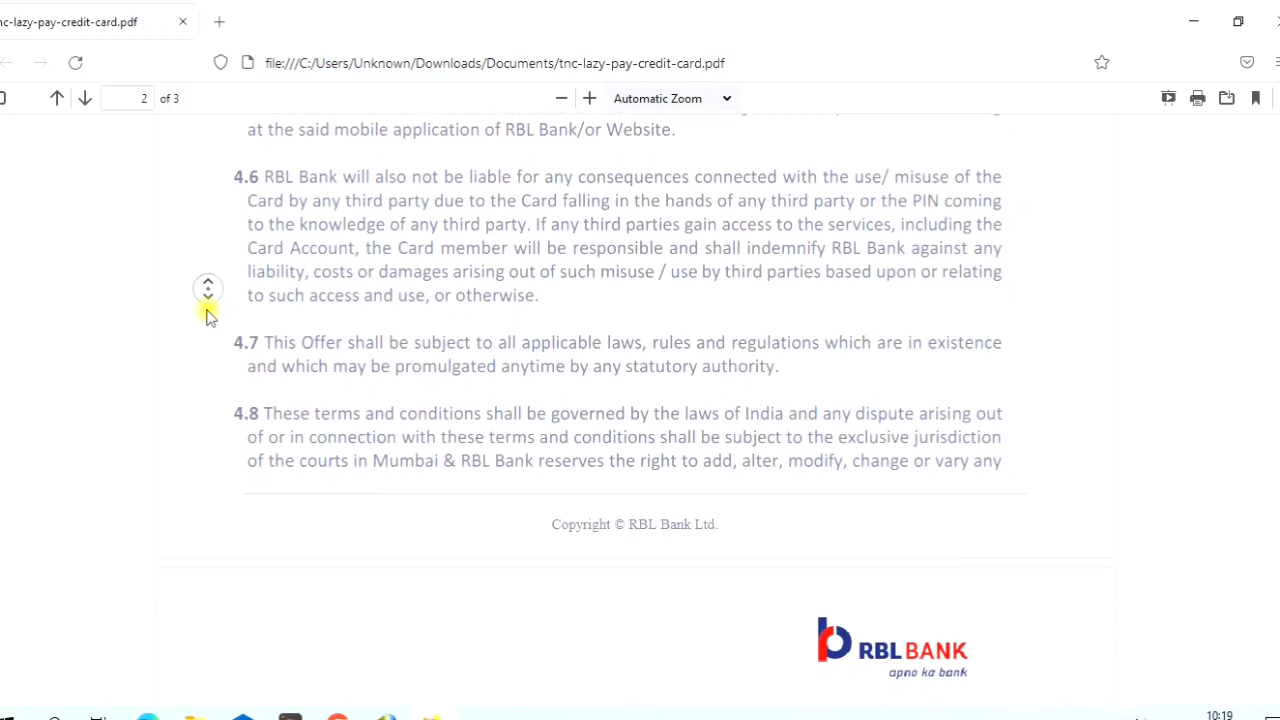 nc-lazy-pay-credit-card.pdf
file:///C:/Users/Unknown/Downloads/Documents/tnc-lazy-pay-credit-card.pdf
2 of 3
Automatic Zoom
at the said mobile application of RBL Bank/or Website.
4.6 RBL Bank will also not be liable for any consequences connected with the use/ misuse of the
Card by any third party due to the Card falling in the hands of any third party or the PIN coming
to the knowledge of any third party. If any third parties gain access to the services, including the
Card Account, the Card member will be responsible and shall indemnify RBL Bank against any
liability, costs or damages arising out of such misuse / use by third parties based upon or relating
to such access and use, or otherwise.
4.7 This Offer shall be subject to all applicable laws, rules and regulations which are in existence
and which may be promulgated anytime by any statutory authority.
4.8 These terms and conditions shall be governed by the laws of India and any dispute arising out
of or in connection with these terms and conditions shall be subject to the exclusive jurisdiction
of the courts in Mumbai & RBL Bank reserves the right to add, alter, modify, change or vary any
Copyright © RBL Bank Ltd.
RBL BANK
apno ka bank
10:19